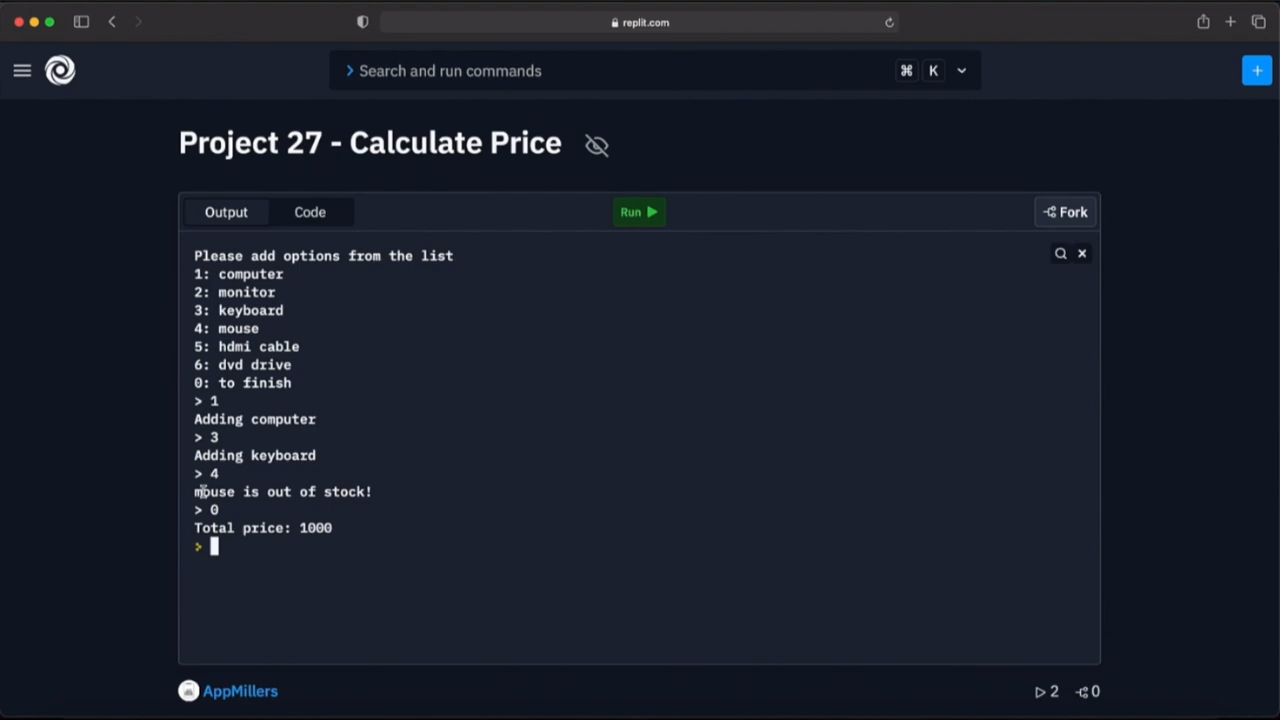 replit.com
Search and run commands
⌘ K
Project 27 - Calculate Price
Output Code Run Fork
Please add options from the list
1: computer
2: monitor
3: keyboard
4: mouse
5: hdmi cable
6: dvd drive
0: to finish
> 1
Adding computer
> 3
Adding keyboard
> 4
mouse is out of stock!
> 0
Total price: 1000
>
AppMillers 2 0